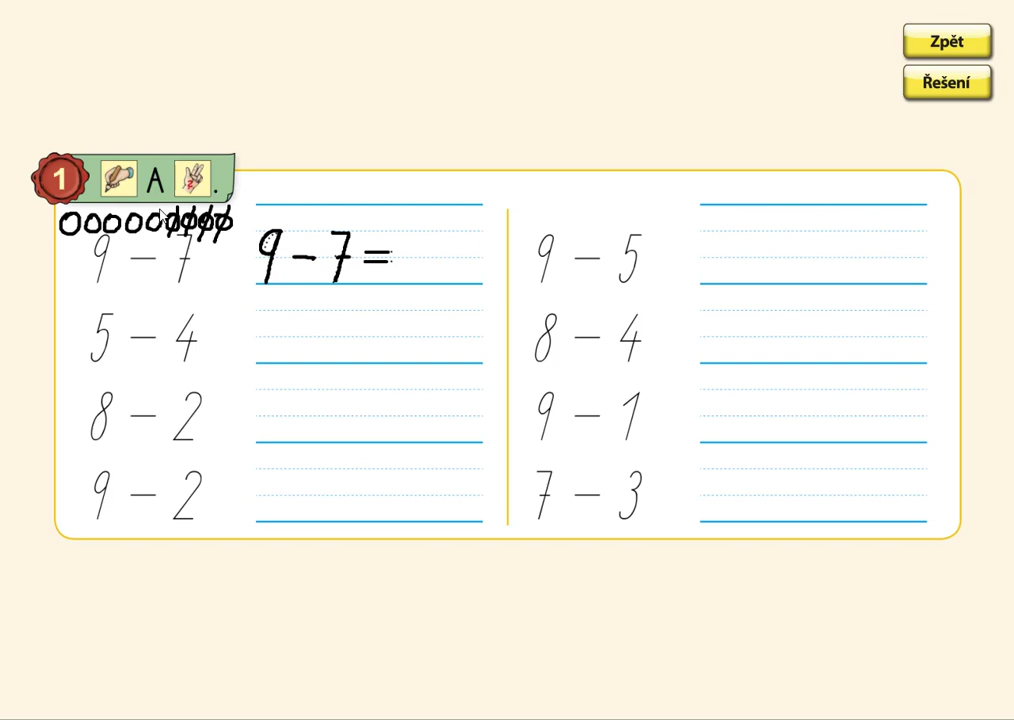 Zpět
Řešení
1 A .
9 - 7 9 - 7 =
5 - 4
8 - 2
9 - 2
9 - 5
8 - 4
9 - 1
7 - 3